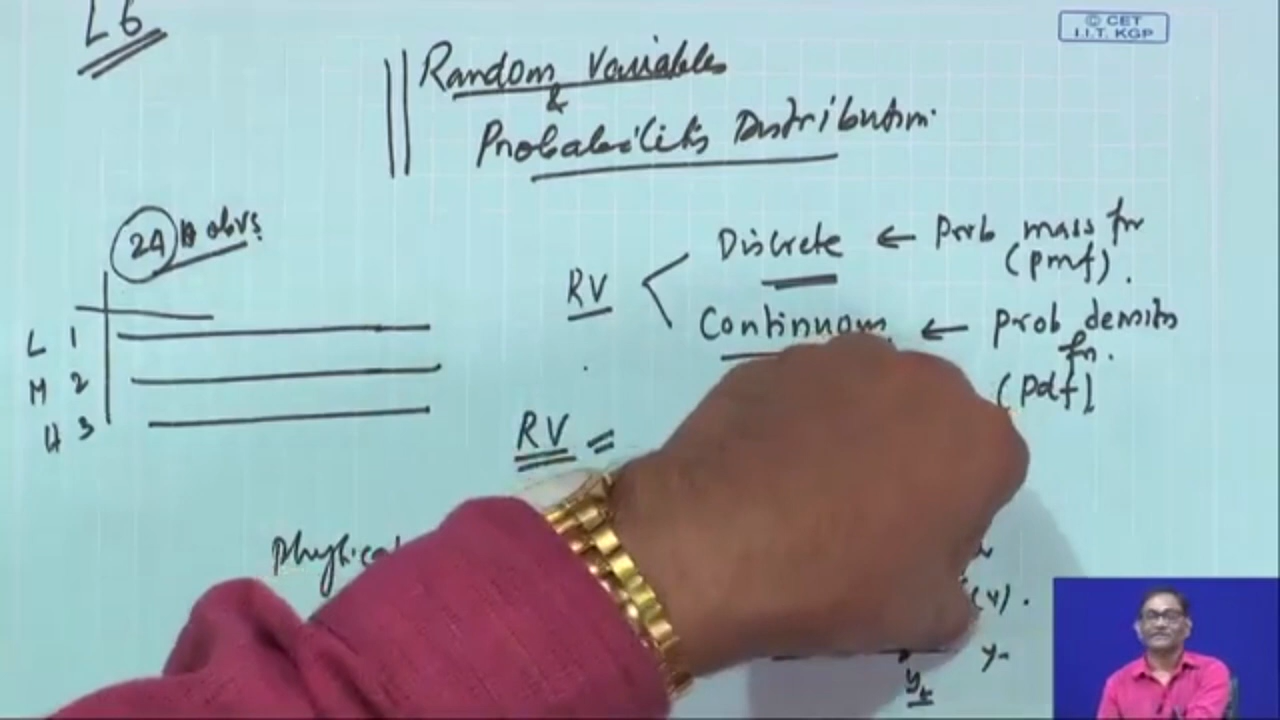 L6
© CET
I.I.T. KGP
Random Variables
&
Probability Distribution.
24 obvs.
L 1
M 2
H 3
RV
Discrete ← Prob mass fn
(pmf).
Continuous ← prob density
fn.
(pdf)
RV =
Physical
(y).
y